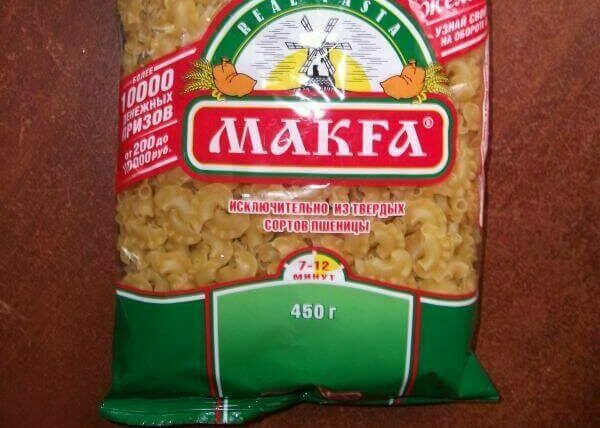 REAL PASTA
УЗНАЙ СВОЙ
НА ОБОРОТЕ
БОЛЕЕ
10000
ДЕНЕЖНЫХ
ПРИЗОВ
от 200 до
10000 руб.
МАКFА®
ИСКЛЮЧИТЕЛЬНО ИЗ ТВЕРДЫХ
СОРТОВ ПШЕНИЦЫ
7-12
МИНУТ
450 г